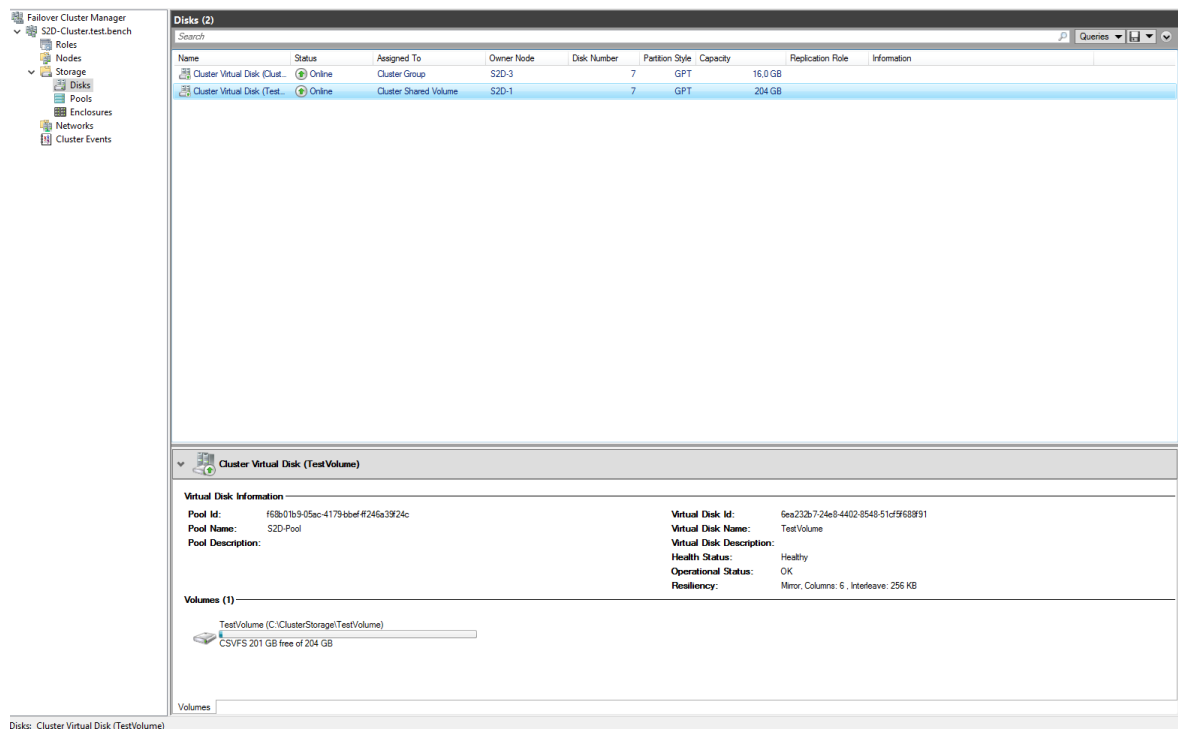 Failover Cluster Manager
S2D-Cluster.test.bench
Roles
Nodes
Storage
Disks
Pools
Enclosures
Networks
Cluster Events
Disks (2)
Search
Queries
Name Status Assigned To Owner Node Disk Number Partition Style Capacity Replication Role Information
Cluster Virtual Disk (Clust... Online Cluster Group S2D-3 7 GPT 16,0 GB
Cluster Virtual Disk (Test... Online Cluster Shared Volume S2D-1 7 GPT 204 GB
Cluster Virtual Disk (TestVolume)
Virtual Disk Information
Pool Id: f68b01b9-05ac-4179-bbef-ff246a39f24c
Pool Name: S2D-Pool
Pool Description:
Virtual Disk Id: 6ea232b7-24e8-4402-8548-51cf5f688f91
Virtual Disk Name: TestVolume
Virtual Disk Description:
Health Status: Healthy
Operational Status: OK
Resiliency: Mirror, Columns: 6 , Interleave: 256 KB
Volumes (1)
TestVolume (C:\ClusterStorage\TestVolume)
CSVFS 201 GB free of 204 GB
Volumes
Disks: Cluster Virtual Disk (TestVolume)